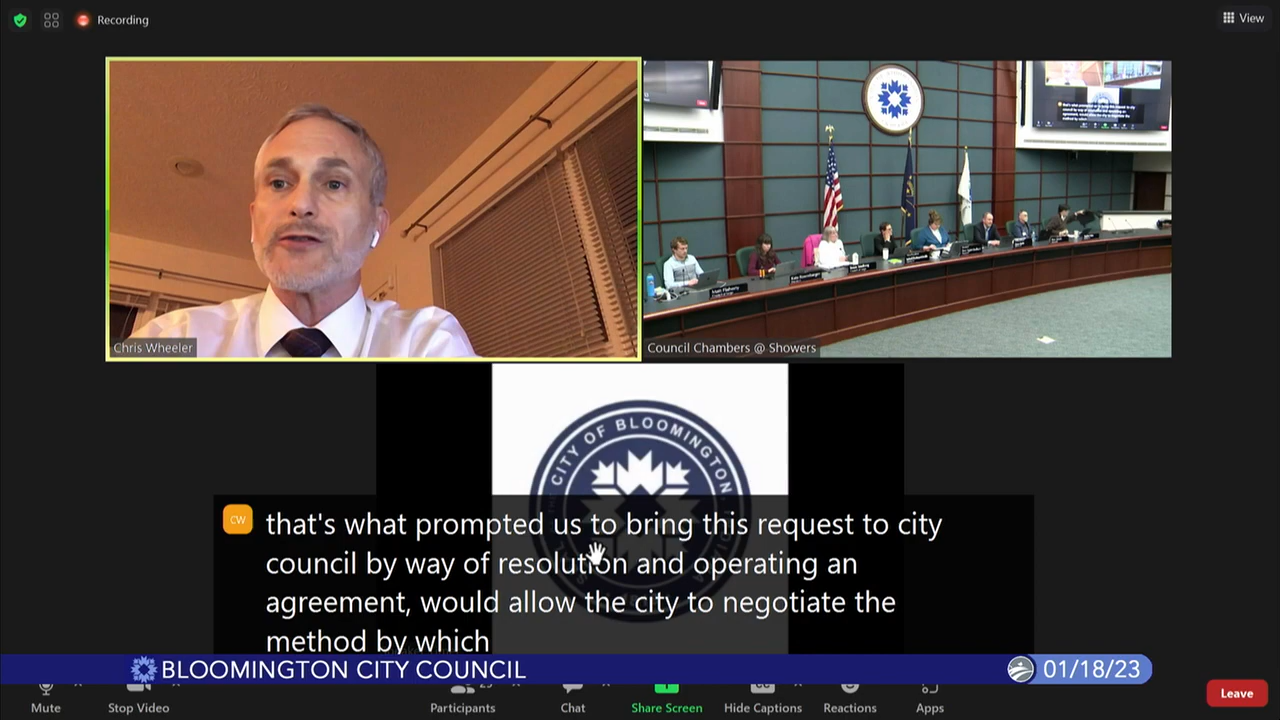 Recording
View
Chris Wheeler
Council Chambers @ Showers
CITY OF BLOOMINGTON
CW
that's what prompted us to bring this request to city
council by way of resolution and operating an
agreement, would allow the city to negotiate the
method by which
BLOOMINGTON CITY COUNCIL
01/18/23
Mute
Stop Video
Participants
Chat
Share Screen
Hide Captions
Reactions
Apps
Leave